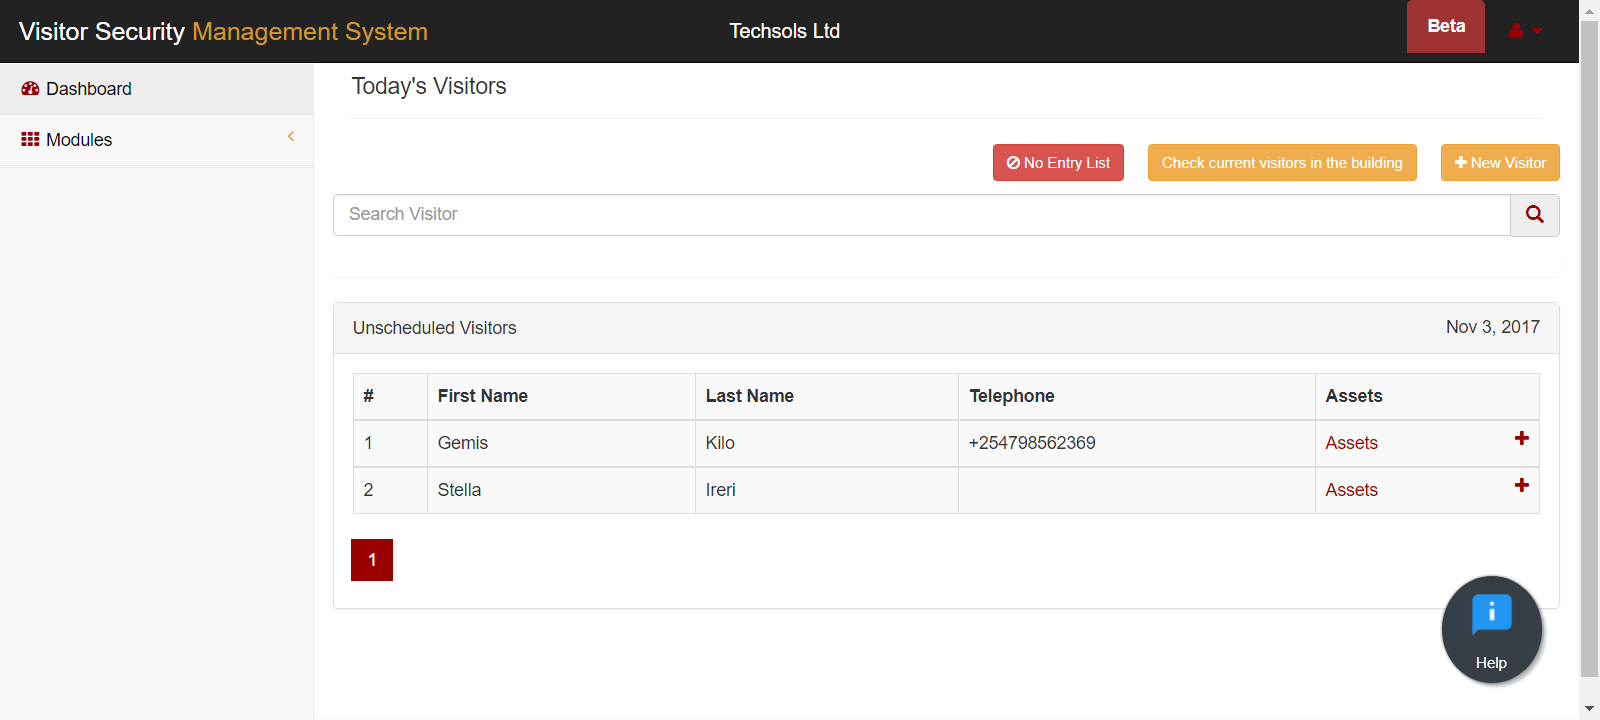 Visitor Security Management System
Techsols Ltd
Beta
Dashboard
Modules
Today's Visitors
No Entry List
Check current visitors in the building
New Visitor
Search Visitor
Unscheduled Visitors
Nov 3, 2017
# First Name Last Name Telephone Assets
1 Gemis Kilo +254798562369 Assets
2 Stella Ireri Assets
1
Help